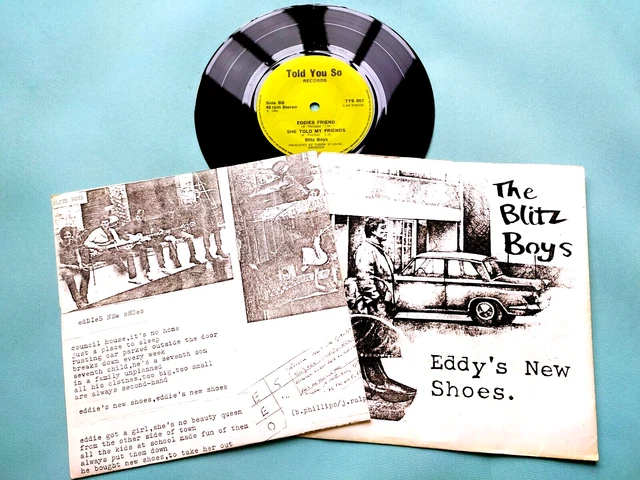 Told You So
RECORDS
Side BB
45 rpm Stereo
TYS 001
EDDIES FRIEND
SHE TOLD MY FRIENDS
Blitz Boys
The
Blitz
Boys
Eddy's New
Shoes.
eddIeS NEW sHOes
council house,it's no home
just a place to sleep
rusting car parked outside the door
breaks down every week
seventh child,he's a seventh son
in a family unplanned
all his clothes,too big,too small
are always second-hand
eddie's new shoes,eddie's new shoes
eddie got a girl,she's no beauty queen
from the other side of town
all the kids at school made fun of them
always put them down
he bought new shoes,to take her out
(b.phillips/j.